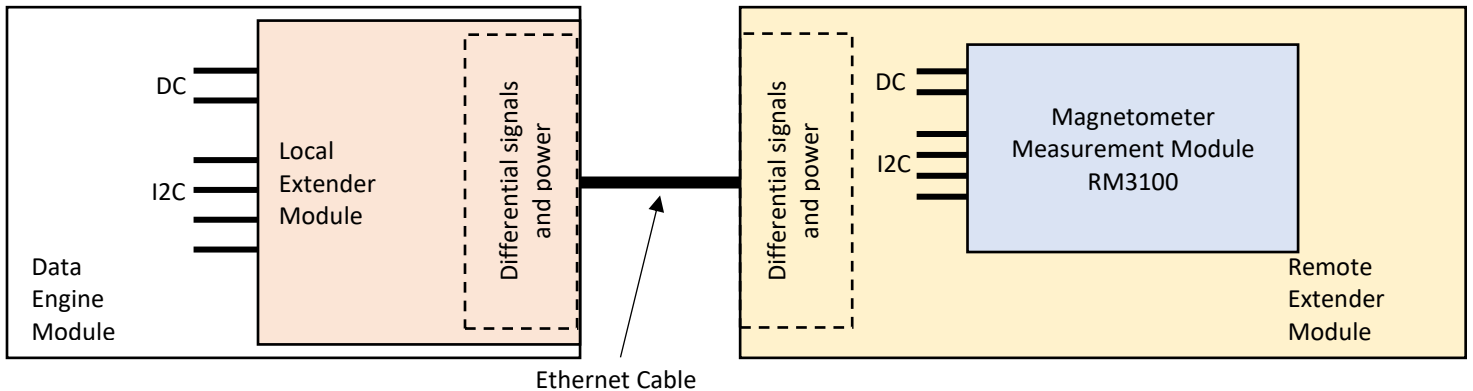 DC
I2C
Local
Extender
Module
Data
Engine
Module
Differential signals
and power
Ethernet Cable
Differential signals
and power
DC
I2C
Magnetometer
Measurement Module
RM3100
Remote
Extender
Module